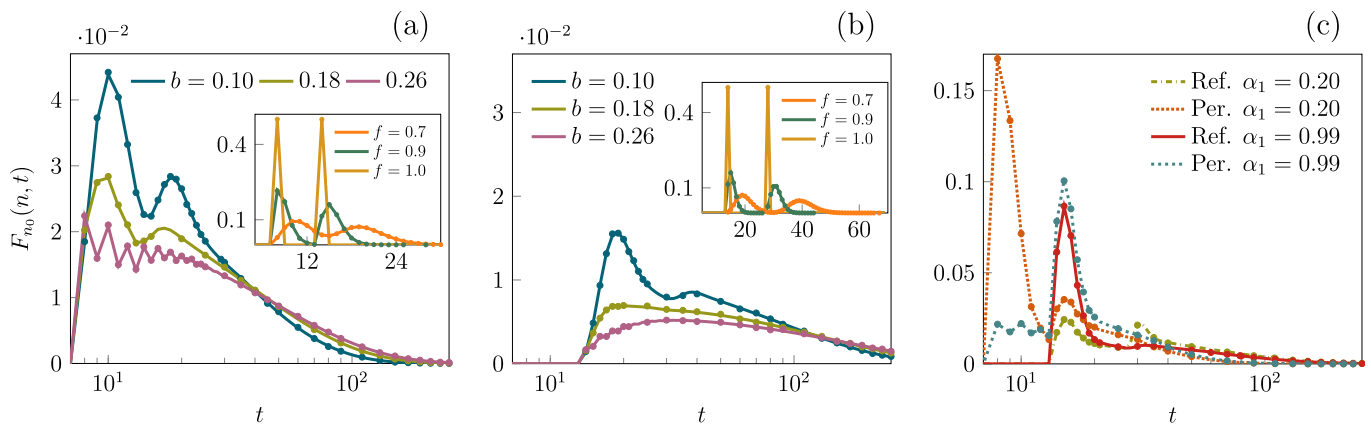 (a)
·10⁻²
F_{n_0}(n, t)
4
3
2
1
0
b = 0.10
0.18
0.26
0.4
0.1
f = 0.7
f = 0.9
f = 1.0
12
24
10¹
10²
t
(b)
·10⁻²
3
2
1
0
b = 0.10
b = 0.18
b = 0.26
0.4
0.1
f = 0.7
f = 0.9
f = 1.0
20
40
60
10¹
10²
t
(c)
0.15
0.1
0.05
0
Ref. α₁ = 0.20
Per. α₁ = 0.20
Ref. α₁ = 0.99
Per. α₁ = 0.99
10¹
10²
t